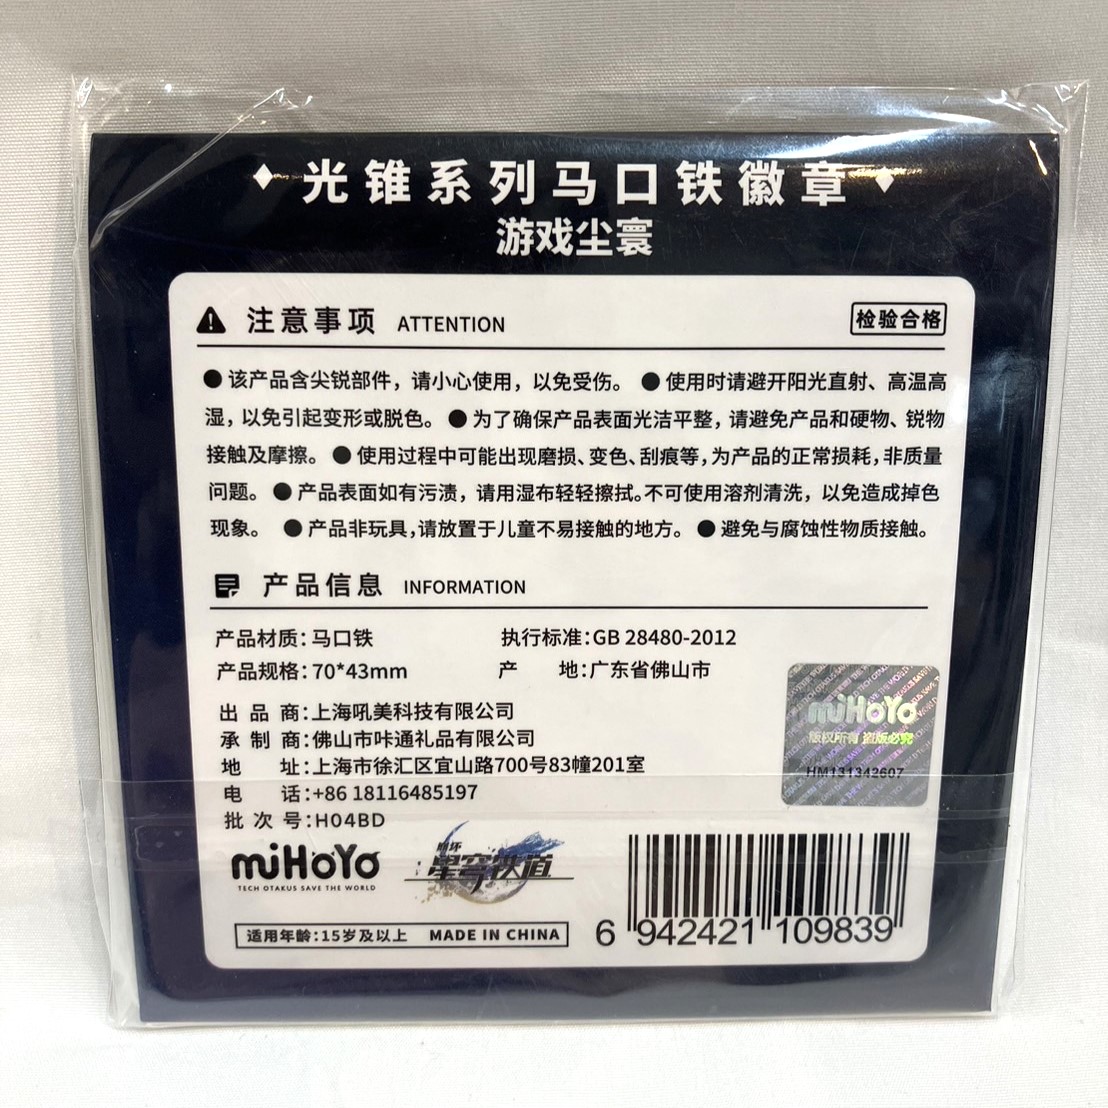 光锥系列马口铁徽章
游戏尘寰
注意事项 ATTENTION
检验合格
●该产品含尖锐部件，请小心使用，以免受伤。 ●使用时请避开阳光直射、高温高
湿，以免引起变形或脱色。 ●为了确保产品表面光洁平整，请避免产品和硬物、锐物
接触及摩擦。 ●使用过程中可能出现磨损、变色、刮痕等，为产品的正常损耗，非质量
问题。 ●产品表面如有污渍，请用湿布轻轻擦拭。不可使用溶剂清洗，以免造成掉色
现象。 ●产品非玩具，请放置于儿童不易接触的地方。 ●避免与腐蚀性物质接触。
产品信息 INFORMATION
产品材质：马口铁 执行标准：GB 28480-2012
产品规格：70*43mm 产 地：广东省佛山市
出品商：上海吼美科技有限公司
承制商：佛山市咔通礼品有限公司
地 址：上海市徐汇区宜山路700号83幢201室
电 话：+86 18116485197
批次号：H04BD
miHoYo
版权所有 盗版必究
HM131342607
miHoYo
TECH OTAKUS SAVE THE WORLD
崩坏
星穹铁道
适用年龄：15岁及以上 MADE IN CHINA
6 942421 109839